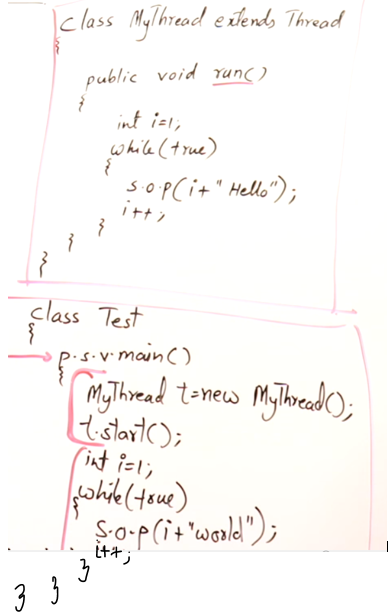 class MyThread extends Thread
{
public void run()
{
int i=1;
while(true)
{
s.o.p(i+" Hello");
i++;
}
}
}
class Test
{
p.s.v.main()
{
MyThread t=new MyThread();
t.start();
int i=1;
while(true)
{
s.o.p(i+"world");
i++;
}
}
}